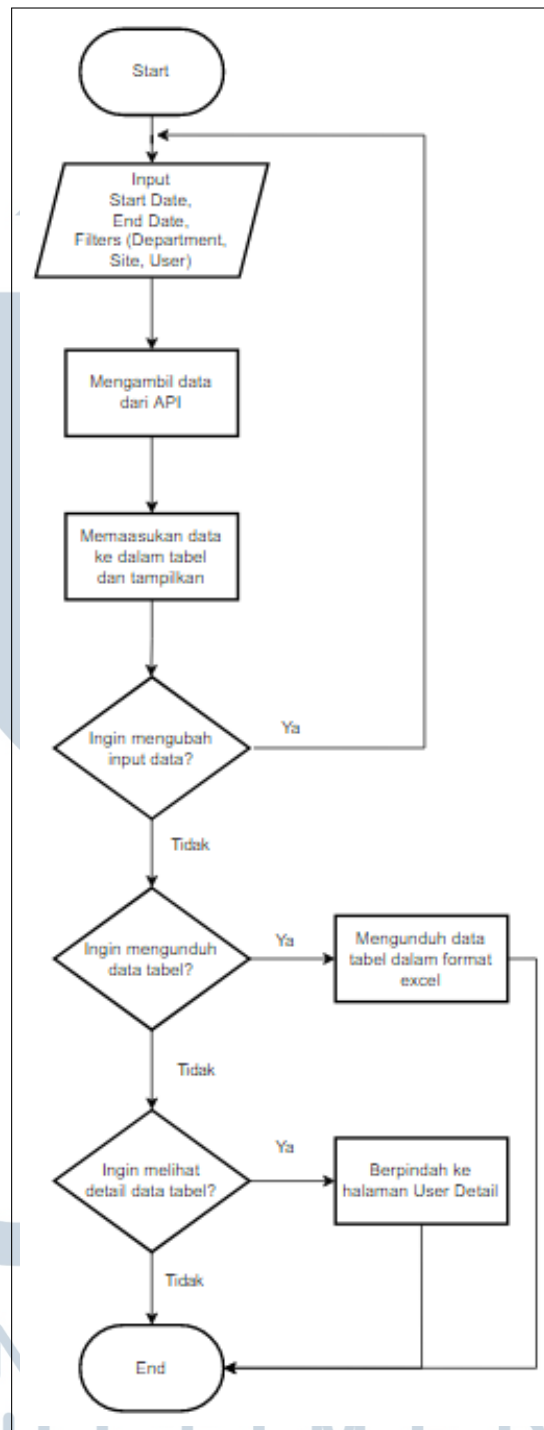 Start
Input
Start Date,
End Date,
Filters (Department,
Site, User)
Mengambil data
dari API
Memaasukan data
ke dalam tabel
dan tampilkan
Ingin mengubah
input data?
Ya
Tidak
Ingin mengunduh
data tabel?
Ya
Mengunduh data
tabel dalam format
excel
Tidak
Ingin melihat
detail data tabel?
Ya
Berpindah ke
halaman User Detail
Tidak
End